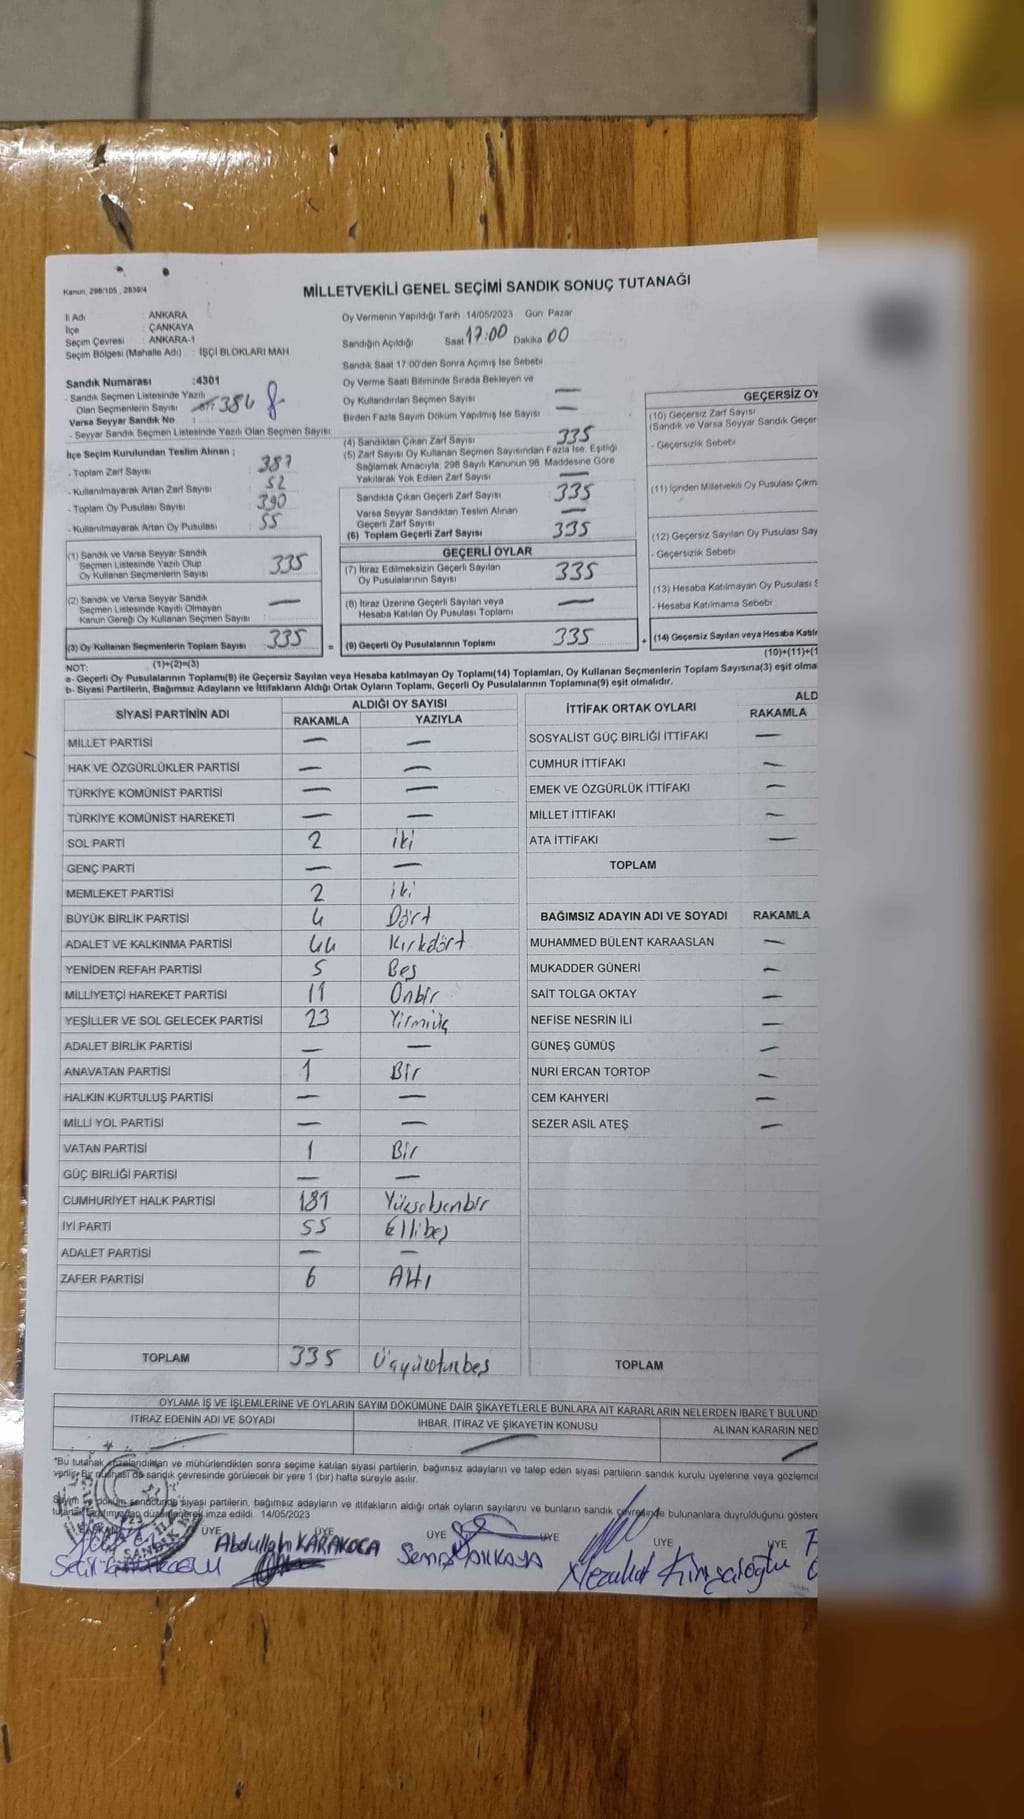 Kanun, 298/105 , 2839/4
MİLLETVEKİLİ GENEL SEÇİMİ SANDIK SONUÇ TUTANAĞI
İl Adı : ANKARA
İlçe : ÇANKAYA
Seçim Çevresi : ANKARA-1
Seçim Bölgesi (Mahalle Adı) : İŞÇİ BLOKLARI MAH.
Sandık Numarası :4301
- Sandık Seçmen Listesinde Yazılı
Olan Seçmenlerin Sayısı : 384
Varsa Seyyar Sandık No :
- Seyyar Sandık Seçmen Listesinde Yazılı Olan Seçmen Sayısı:
İlçe Seçim Kurulundan Teslim Alınan ;
- Toplam Zarf Sayısı 387
- Kullanılmayarak Artan Zarf Sayısı 52
- Toplam Oy Pusulası Sayısı 390
- Kullanılmayarak Artan Oy Pusulası 55
(1) Sandık ve Varsa Seyyar Sandık
Seçmen Listesinde Yazılı Olup
Oy Kullanan Seçmenlerin Sayısı 335
(2) Sandık ve Varsa Seyyar Sandık
Seçmen Listesinde Kayıtlı Olmayan
Kanun Gereği Oy Kullanan Seçmen Sayısı —
(3) Oy Kullanan Seçmenlerin Toplam Sayısı 335 =
(1)+(2)=(3)
Oy Vermenin Yapıldığı Tarih 14/05/2023 Gün: Pazar
Sandığın Açıldığı Saat 17:00 Dakika 00
Sandık Saat 17.00'den Sonra Açılmış İse Sebebi
Oy Verme Saati Bitiminde Sırada Bekleyen ve
Oy Kullandırılan Seçmen Sayısı —
Birden Fazla Sayım Döküm Yapılmış İse Sayısı —
(4) Sandıktan Çıkan Zarf Sayısı 335
(5) Zarf Sayısı Oy Kullanan Seçmen Sayısından Fazla İse, Eşitliği
Sağlamak Amacıyla, 298 Sayılı Kanunun 98. Maddesine Göre
Yakılarak Yok Edilen Zarf Sayısı —
Sandıkta Çıkan Geçerli Zarf Sayısı 335
Varsa Seyyar Sandıktan Teslim Alınan
Geçerli Zarf Sayısı —
(6) Toplam Geçerli Zarf Sayısı 335
GEÇERLİ OYLAR
(7) İtiraz Edilmeksizin Geçerli Sayılan
Oy Pusulalarının Sayısı 335
(8) İtiraz Üzerine Geçerli Sayılan veya
Hesaba Katılan Oy Pusulası Toplamı —
(9) Geçerli Oy Pusulalarının Toplamı 335 +
GEÇERSİZ OY
(10) Geçersiz Zarf Sayısı
(Sandık ve Varsa Seyyar Sandık Geçer
- Geçersizlik Sebebi
(11) İçinden Milletvekili Oy Pusulası Çıkm
(12) Geçersiz Sayılan Oy Pusulası Say
- Geçersizlik Sebebi
(13) Hesaba Katılmayan Oy Pusulası S
- Hesaba Katılmama Sebebi
(14) Geçersiz Sayılan veya Hesaba Katılr
(10)+(11)+(1
NOT:
a- Geçerli Oy Pusulalarının Toplamı(9) ile Geçersiz Sayılan veya Hesaba katılmayan Oy Toplamı(14) Toplamları, Oy Kullanan Seçmenlerin Toplam Sayısına(3) eşit olma
b- Siyasi Partilerin, Bağımsız Adayların ve İttifakların Aldığı Ortak Oyların Toplamı, Geçerli Oy Pusulalarının Toplamına(9) eşit olmalıdır.
SİYASİ PARTİNİN ADI ALDIĞI OY SAYISI
RAKAMLA YAZIYLA
MİLLET PARTİSİ — —
HAK VE ÖZGÜRLÜKLER PARTİSİ — —
TÜRKİYE KOMÜNİST PARTİSİ — —
TÜRKİYE KOMÜNİST HAREKETİ — —
SOL PARTİ 2 iki
GENÇ PARTİ — —
MEMLEKET PARTİSİ 2 iki
BÜYÜK BİRLİK PARTİSİ 4 Dört
ADALET VE KALKINMA PARTİSİ 44 Kırkdört
YENİDEN REFAH PARTİSİ 5 Beş
MİLLİYETÇİ HAREKET PARTİSİ 11 Onbir
YEŞİLLER VE SOL GELECEK PARTİSİ 23 Yirmiüç
ADALET BİRLİK PARTİSİ — —
ANAVATAN PARTİSİ 1 Bir
HALKIN KURTULUŞ PARTİSİ — —
MİLLİ YOL PARTİSİ — —
VATAN PARTİSİ 1 Bir
GÜÇ BİRLİĞİ PARTİSİ — —
CUMHURİYET HALK PARTİSİ 181 Yüzseksenbir
İYİ PARTİ 55 Ellibeş
ADALET PARTİSİ — —
ZAFER PARTİSİ 6 Altı
TOPLAM 335 Üçyüzotuzbeş
İTTİFAK ORTAK OYLARI ALD
RAKAMLA
SOSYALİST GÜÇ BİRLİĞİ İTTİFAKI —
CUMHUR İTTİFAKI —
EMEK VE ÖZGÜRLÜK İTTİFAKI —
MİLLET İTTİFAKI —
ATA İTTİFAKI —
TOPLAM
BAĞIMSIZ ADAYIN ADI VE SOYADI RAKAMLA
MUHAMMED BÜLENT KARAASLAN —
MUKADDER GÜNERİ —
SAİT TOLGA OKTAY —
NEFİSE NESRİN İLİ —
GÜNEŞ GÜMÜŞ —
NURİ ERCAN TORTOP —
CEM KAHYERİ —
SEZER ASIL ATEŞ —
TOPLAM
OYLAMA İŞ VE İŞLEMLERİNE VE OYLARIN SAYIM DÖKÜMÜNE DAİR ŞİKAYETLERLE BUNLARA AİT KARARLARIN NELERDEN İBARET BULUND
İTİRAZ EDENİN ADI VE SOYADI İHBAR, İTİRAZ VE ŞİKAYETİN KONUSU ALINAN KARARIN NED
*Bu tutanak imzalandıktan ve mühürlendikten sonra seçime katılan siyasi partilerin, bağımsız adayların ve talep eden siyasi partilerin sandık kurulu üyelerine veya gözlemcil
verilir. Bir nüshası da sandık çevresinde görülecek bir yere 1 (bir) hafta süreyle asılır.
Sayım ve döküm sonucunda siyasi partilerin, bağımsız adayların ve ittifakların aldığı ortak oyların sayılarını ve bunların sandık çevresinde bulunanlara duyrulduğunu göstere
tutanak tarafımızdan düzenlenerek imza edildi. 14/05/2023
ÜYE ÜYE ÜYE ÜYE ÜYE
Abdullah KARAKOCA